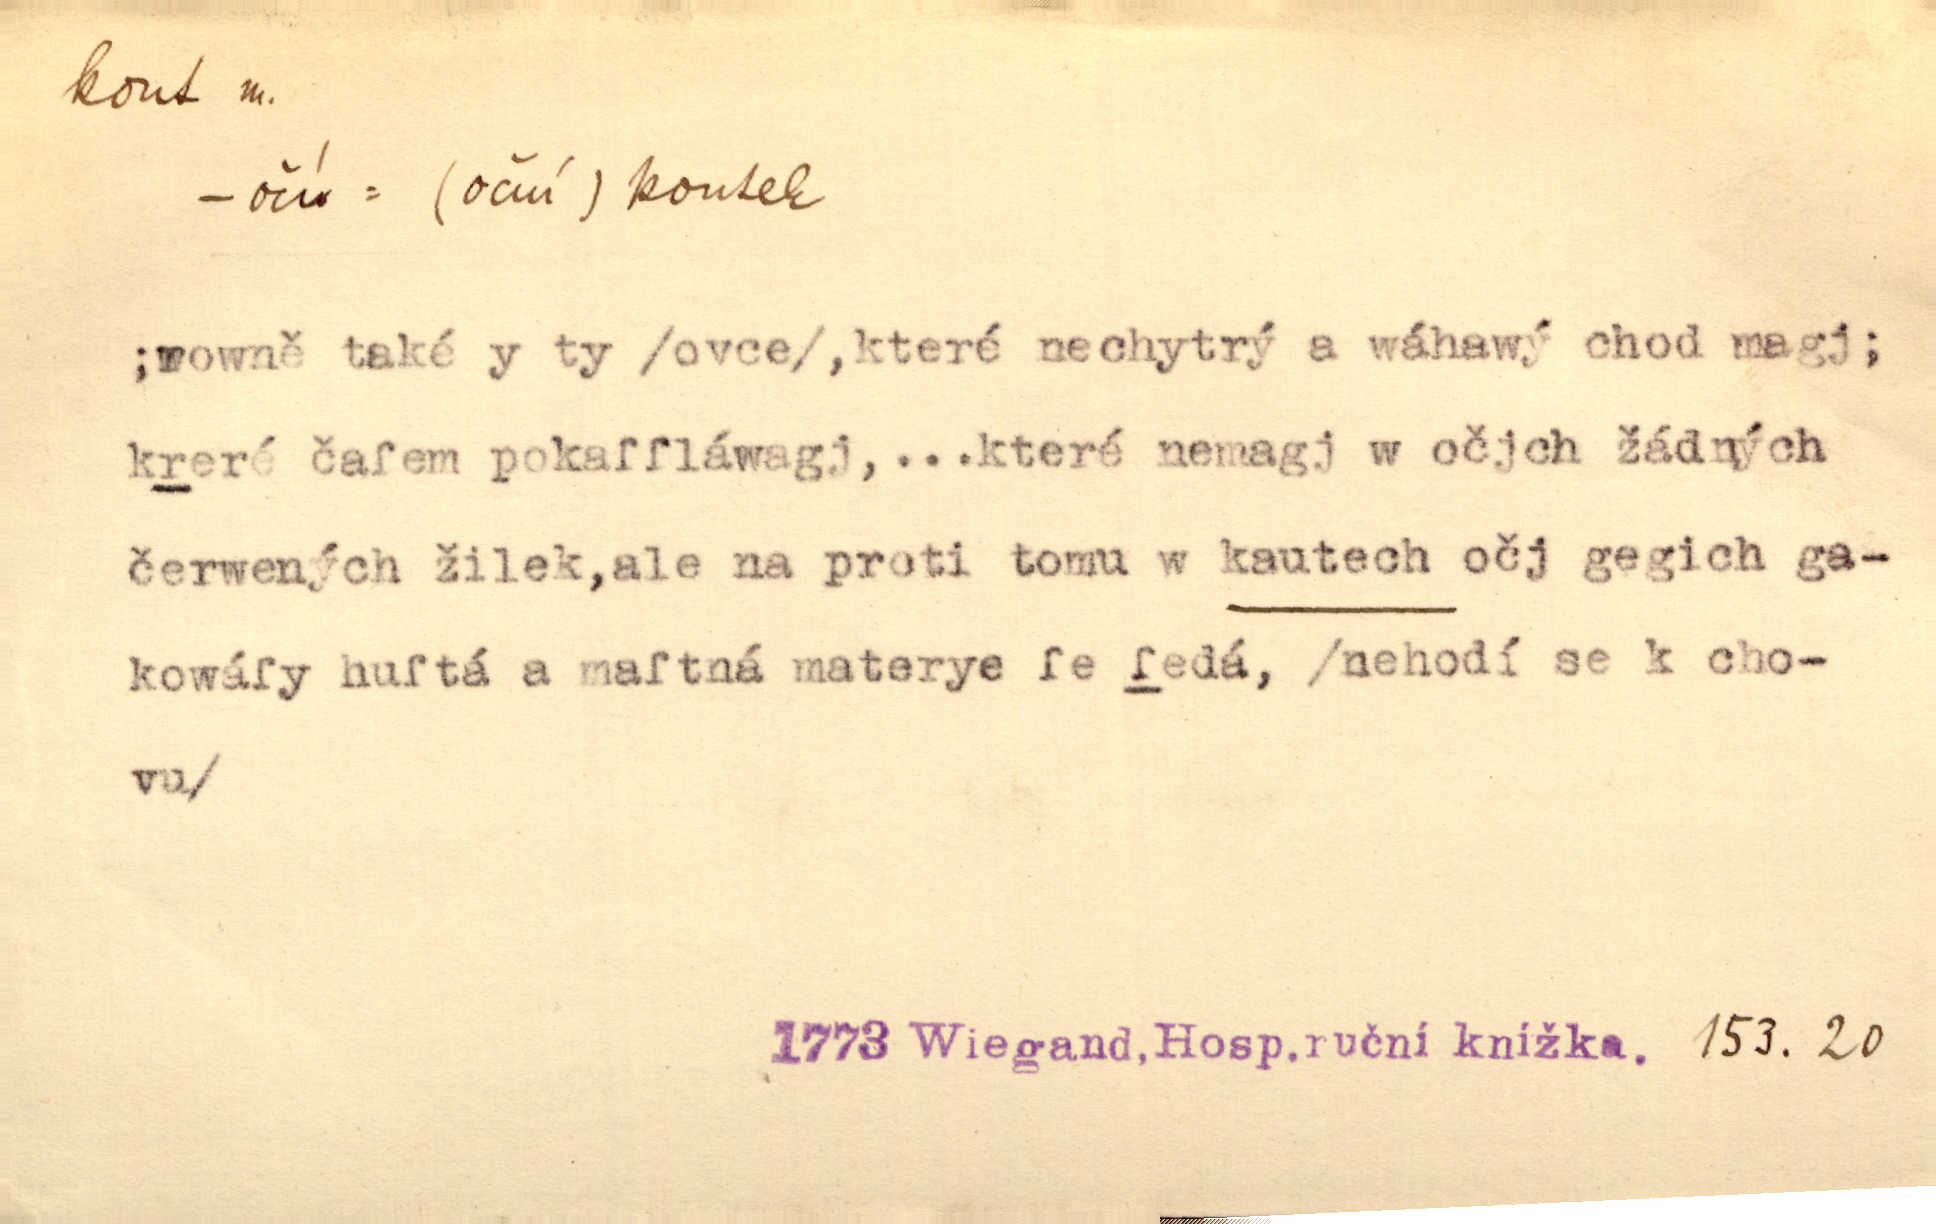 kout m.
- očí = (oční) koutek
;rowně také y ty /ovce/,které nechytrý a wáhawý chod magj;
kreré čaſem pokaſſláwagj,...které nemagj w očjch žádných
čerwených žilek,ale na proti tomu w kautech očj gegich ga-
kowáſy huſtá a maſtná materye ſe ſedá, /nehodí se k cho-
vu/
1773 Wiegand,Hosp.ruční knížka. 153. 20